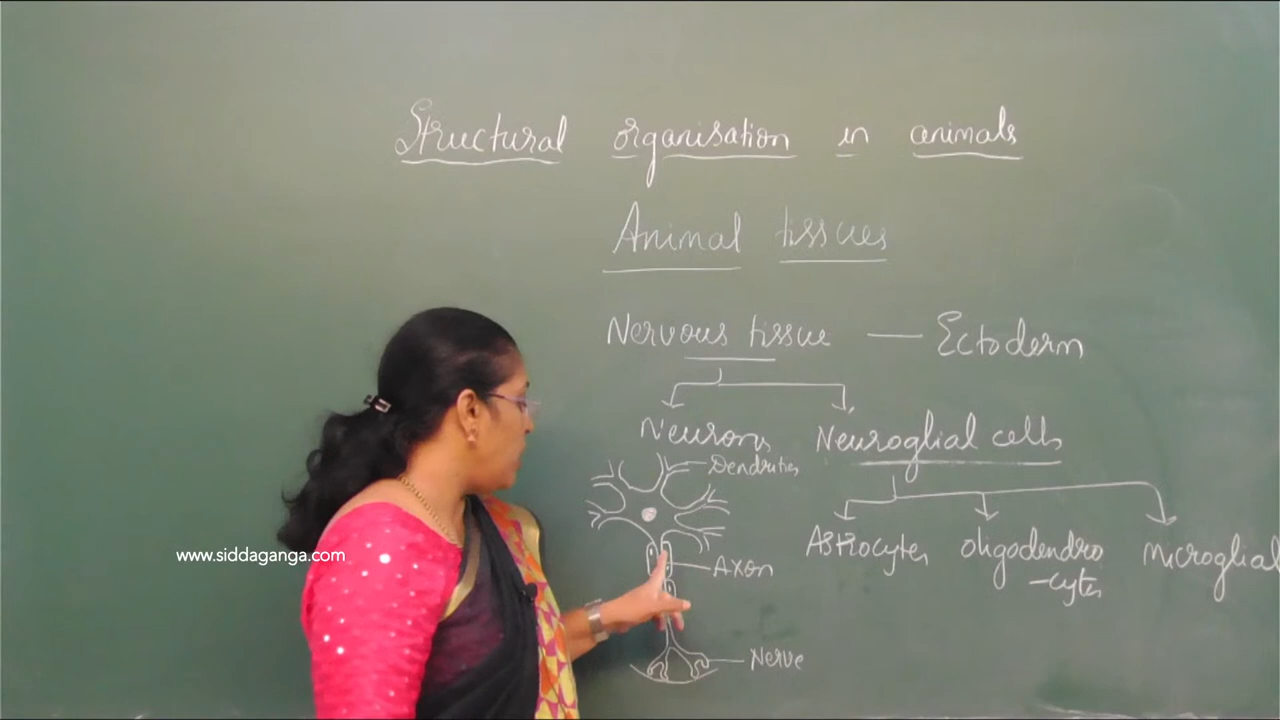 Structural organisation in animals
Animal tissues
Nervous tissue — Ectoderm
Neurons Neuroglial cells
Dendrites
Astrocytes oligodendro Microglial
-cytes
Axon
Nerve
www.siddaganga.com